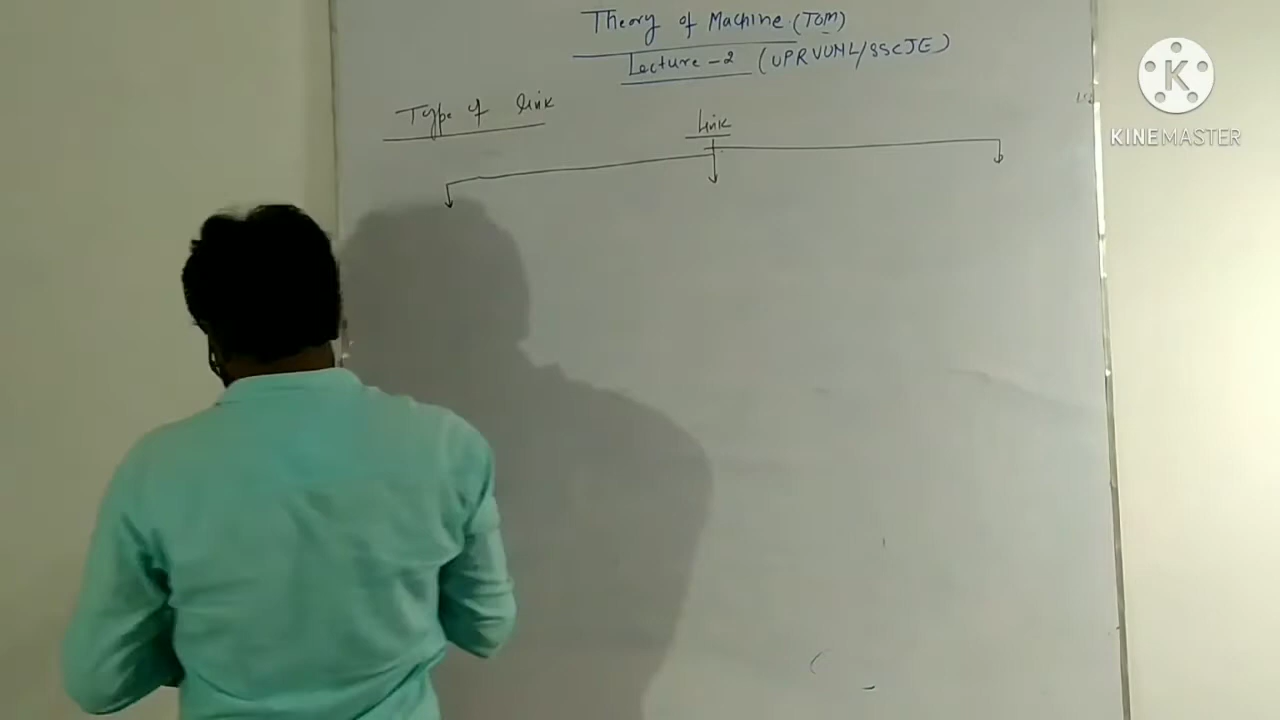 Theory of Machine (TOM)
Lecture-2 (UPRVUNL/SSCJE)
Type of link
Link
K
KINEMASTER